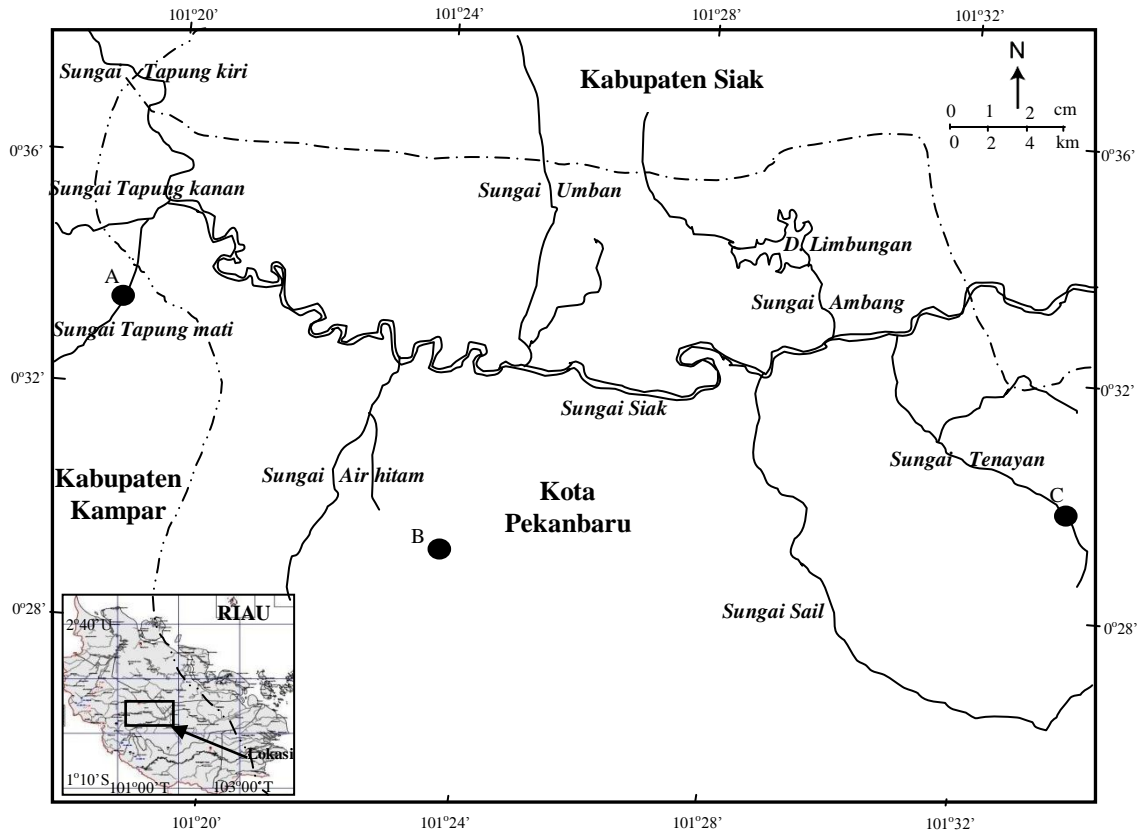 101°20’ 101°24’ 101°28’ 101°32’
N
Sungai Tapung kiri
Kabupaten Siak
0 1 2 cm
0 2 4 km
0°36’
0°36’
Sungai Tapung kanan
Sungai Umban
D. Limbungan
A
Sungai Ambang
Sungai Tapung mati
0°32’
0°32’
Sungai Siak
Sungai Air hitam
Sungai Tenayan
Kabupaten
Kampar
Kota
Pekanbaru
C
B
0°28’
RIAU
2°40’U
Sungai Sail
0°28’
Lokasi
1°10’S
101°00’T 103°00’T
101°20’ 101°24’ 101°28’ 101°32’